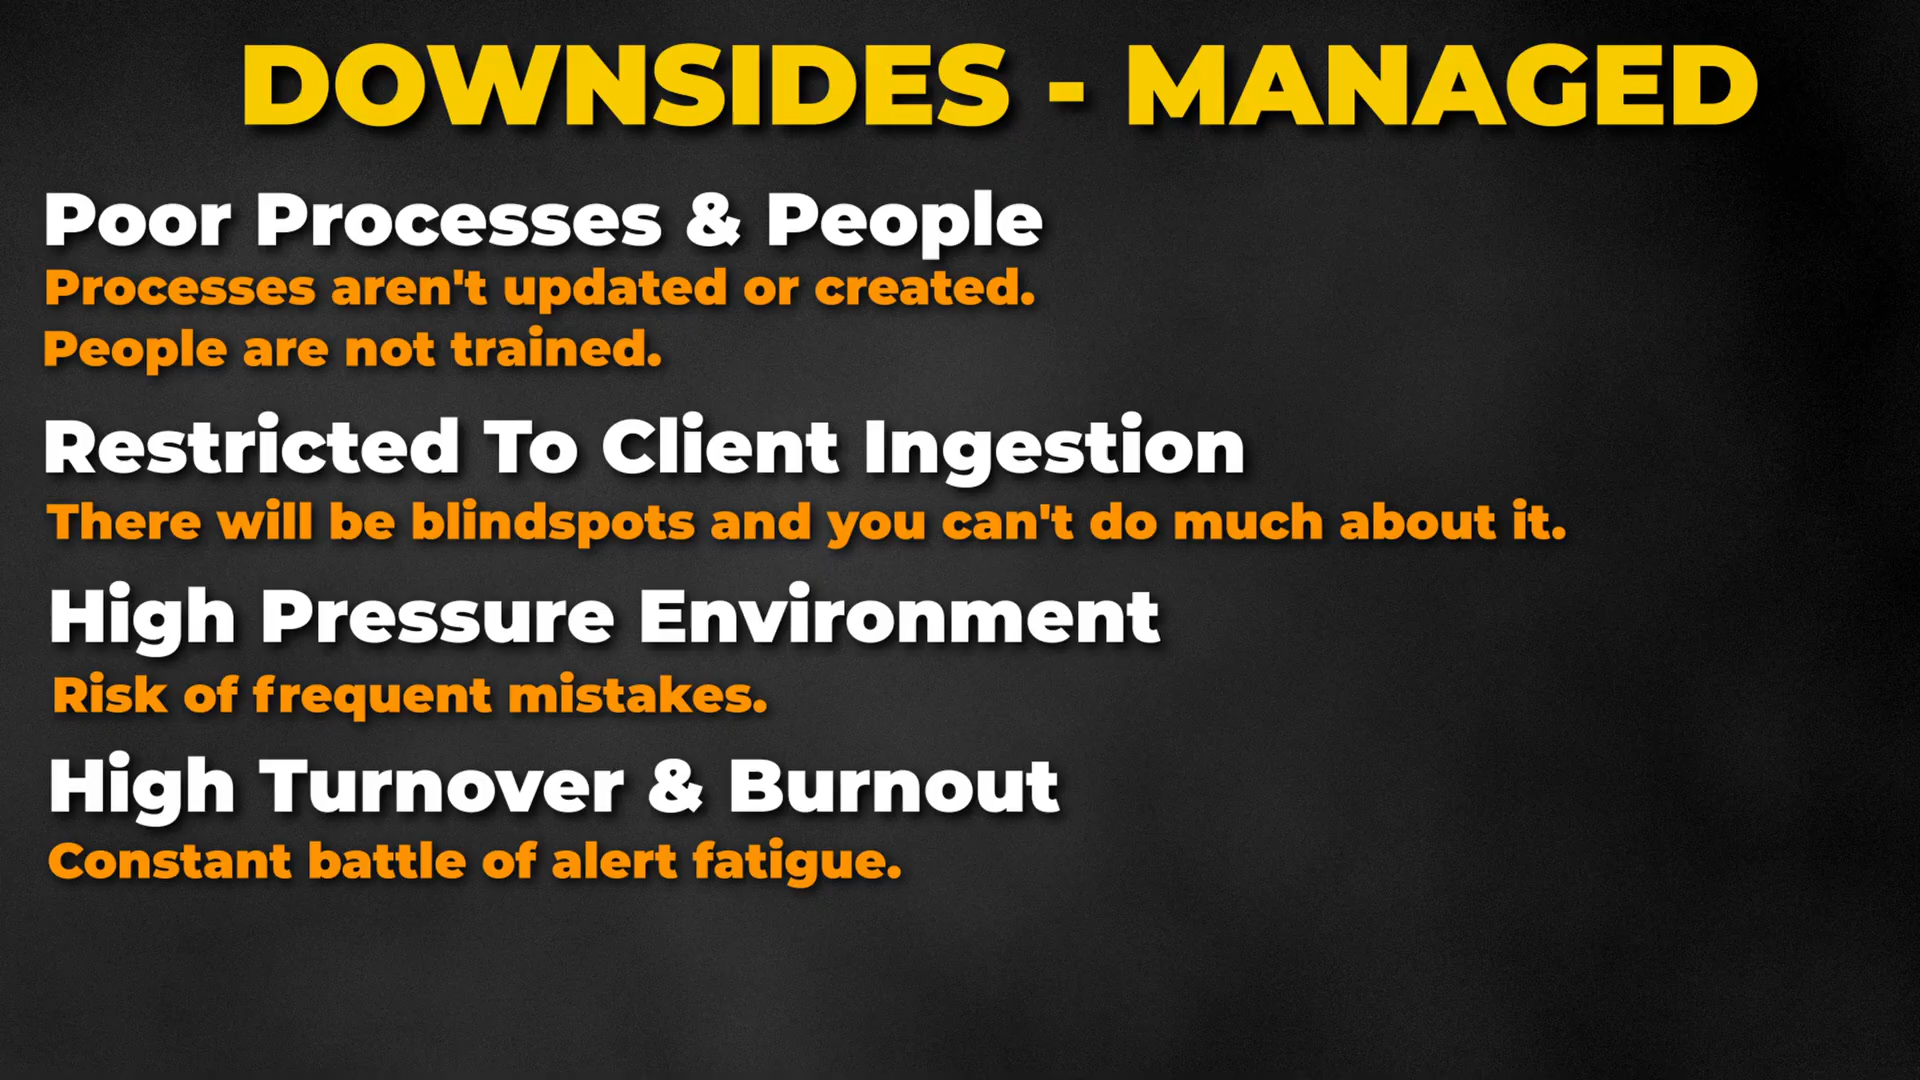 DOWNSIDES - MANAGED
Poor Processes & People
Processes aren't updated or created.
People are not trained.
Restricted To Client Ingestion
There will be blindspots and you can't do much about it.
High Pressure Environment
Risk of frequent mistakes.
High Turnover & Burnout
Constant battle of alert fatigue.